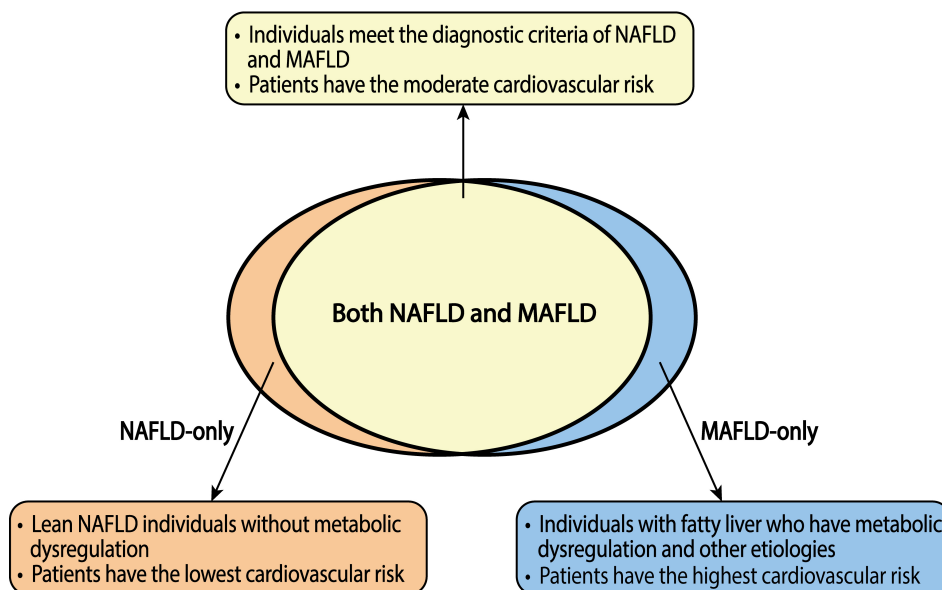 • Individuals meet the diagnostic criteria of NAFLD
and MAFLD
• Patients have the moderate cardiovascular risk
Both NAFLD and MAFLD
NAFLD-only
MAFLD-only
• Lean NAFLD individuals without metabolic
dysregulation
• Patients have the lowest cardiovascular risk
• Individuals with fatty liver who have metabolic
dysregulation and other etiologies
• Patients have the highest cardiovascular risk